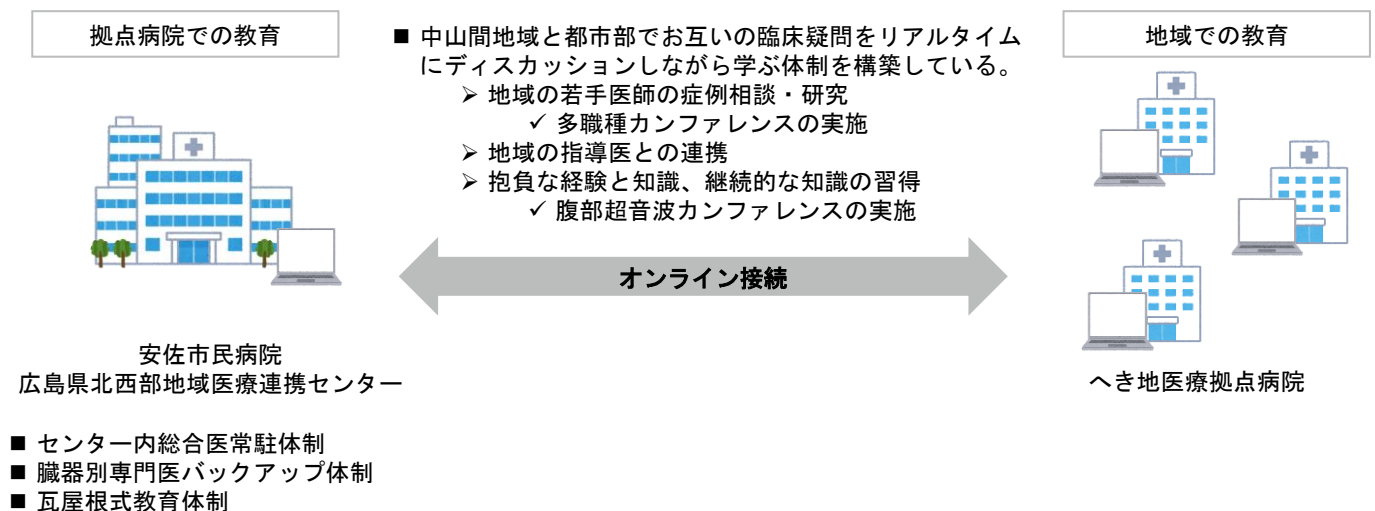 拠点病院での教育
■ 中山間地域と都市部でお互いの臨床疑問をリアルタイム
にディスカッションしながら学ぶ体制を構築している。
➢ 地域の若手医師の症例相談・研究
✓ 多職種カンファレンスの実施
➢ 地域の指導医との連携
➢ 抱負な経験と知識、継続的な知識の習得
✓ 腹部超音波カンファレンスの実施
地域での教育
オンライン接続
安佐市民病院
広島県北西部地域医療連携センター
へき地医療拠点病院
■ センター内総合医常駐体制
■ 臓器別専門医バックアップ体制
■ 瓦屋根式教育体制